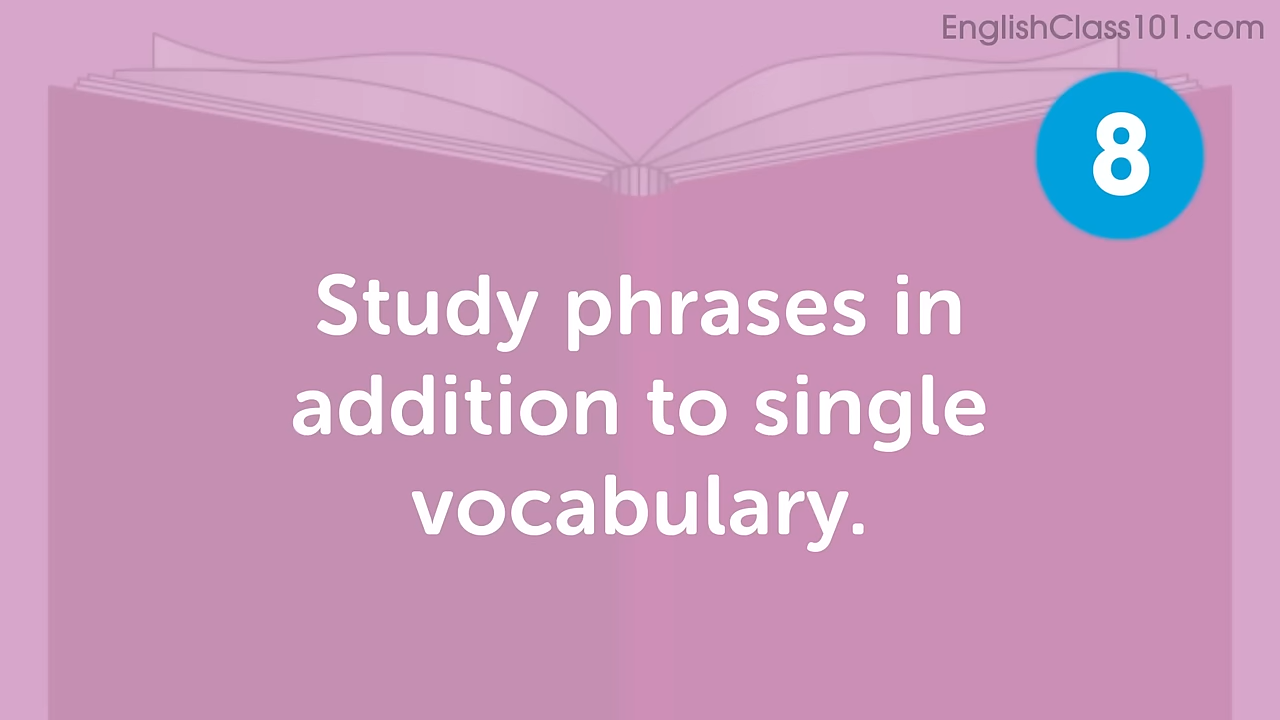 EnglishClass101.com
8
Study phrases in
addition to single
vocabulary.